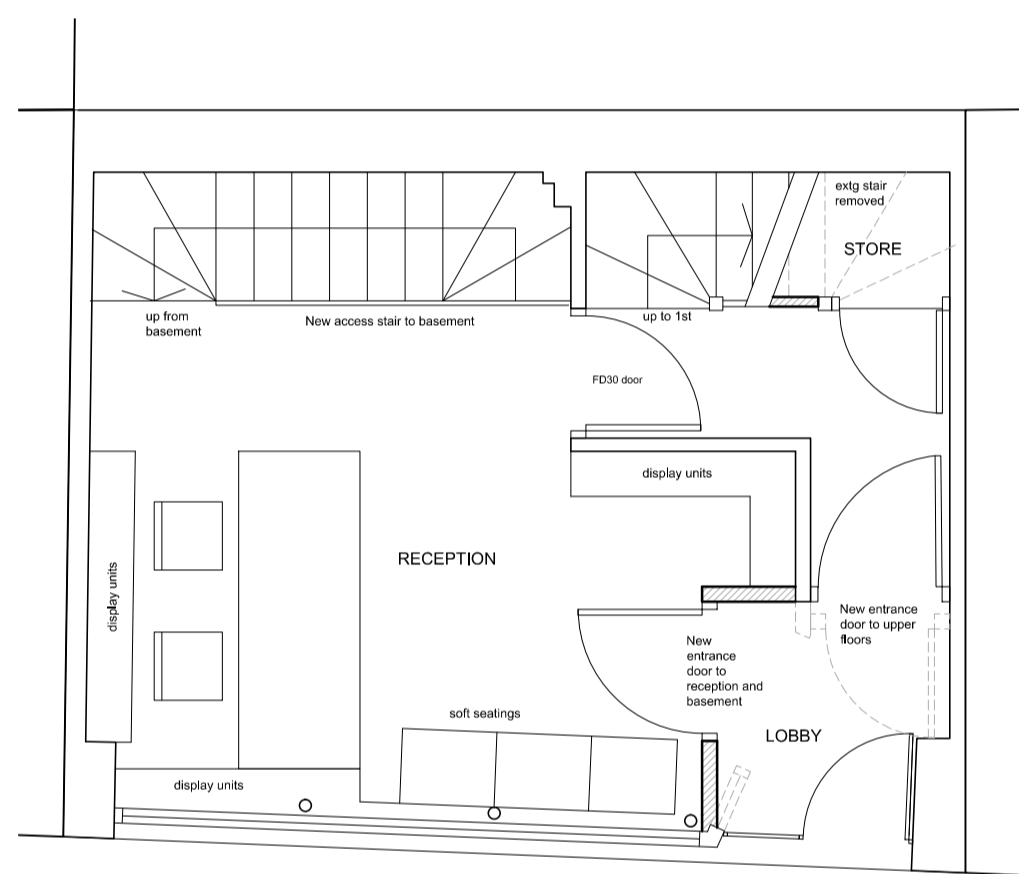 extg stair
removed
STORE
up from
basement
New access stair to basement
up to 1st
FD30 door
display units
RECEPTION
display units
New entrance
door to upper
floors
New
entrance
door to
reception and
basement
soft seatings
LOBBY
display units